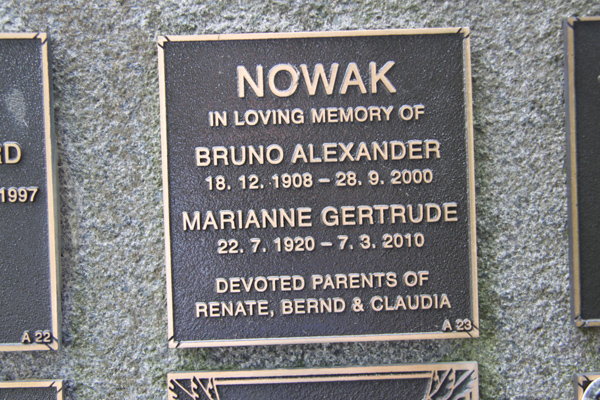 NOWAK
IN LOVING MEMORY OF
BRUNO ALEXANDER
18. 12. 1908 – 28. 9. 2000
MARIANNE GERTRUDE
22. 7. 1920 – 7. 3. 2010
DEVOTED PARENTS OF
RENATE, BERND & CLAUDIA
A 23
RD
1997
A 22